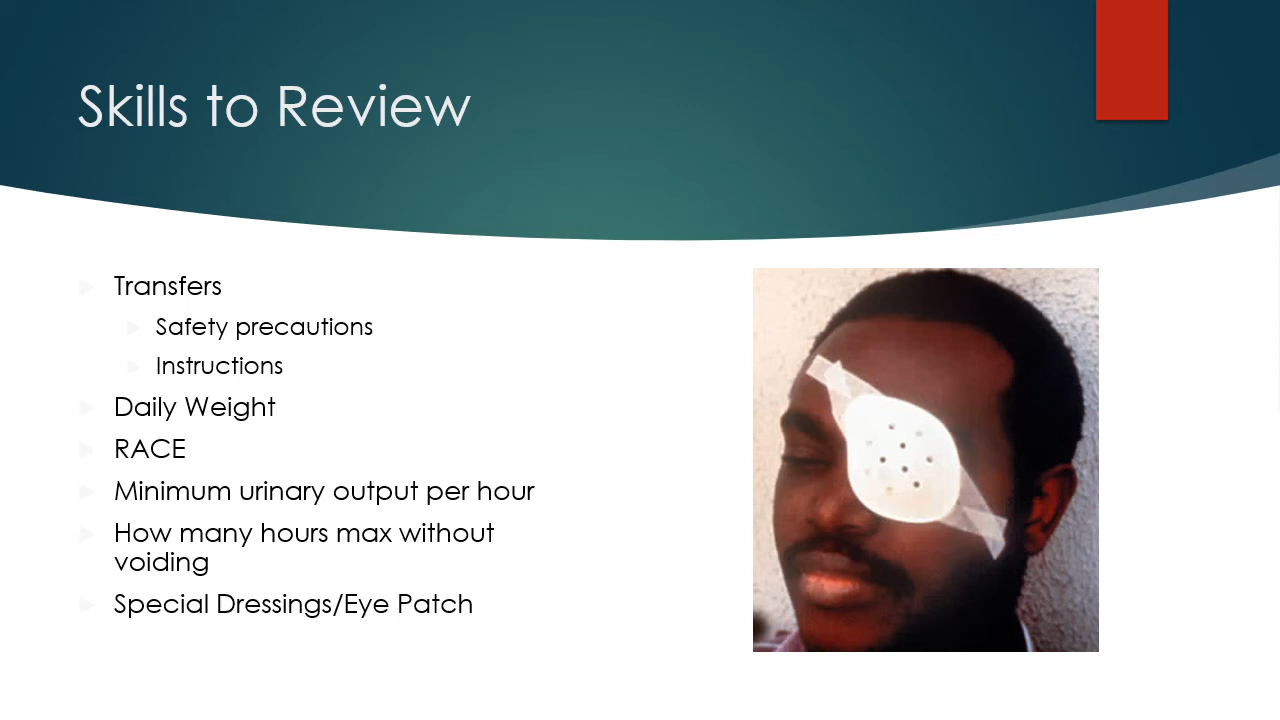 Skills to Review
Transfers
Safety precautions
Instructions
Daily Weight
RACE
Minimum urinary output per hour
How many hours max without
voiding
Special Dressings/Eye Patch